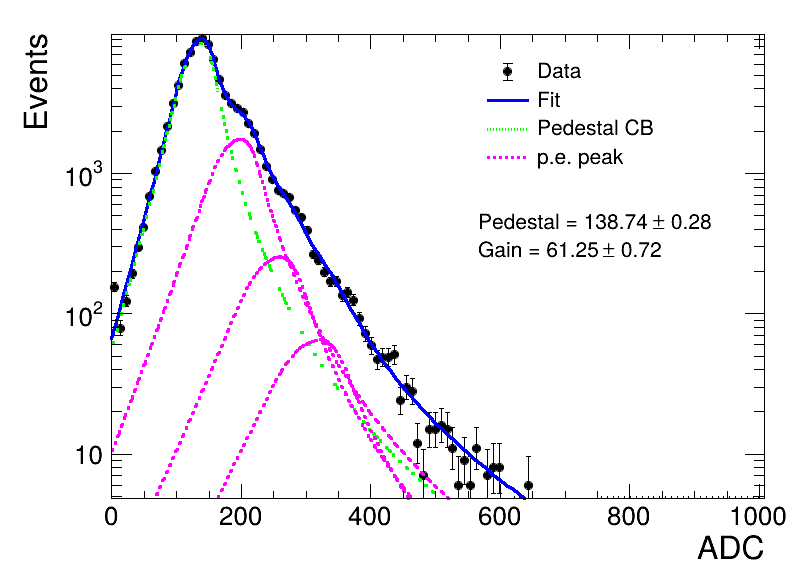 Events
Data
Fit
Pedestal CB
p.e. peak
Pedestal = 138.74 ± 0.28
Gain = 61.25 ± 0.72
10³
10²
10
0 200 400 600 800 1000
ADC